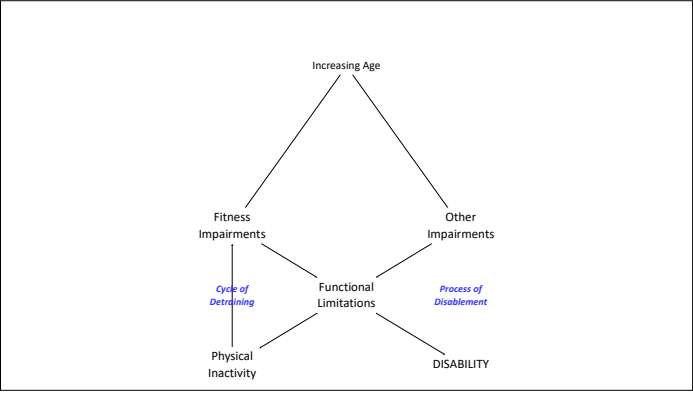 Increasing Age
Fitness
Impairments
Other
Impairments
Cycle of
Detraining
Functional
Limitations
Process of
Disablement
Physical
Inactivity
DISABILITY